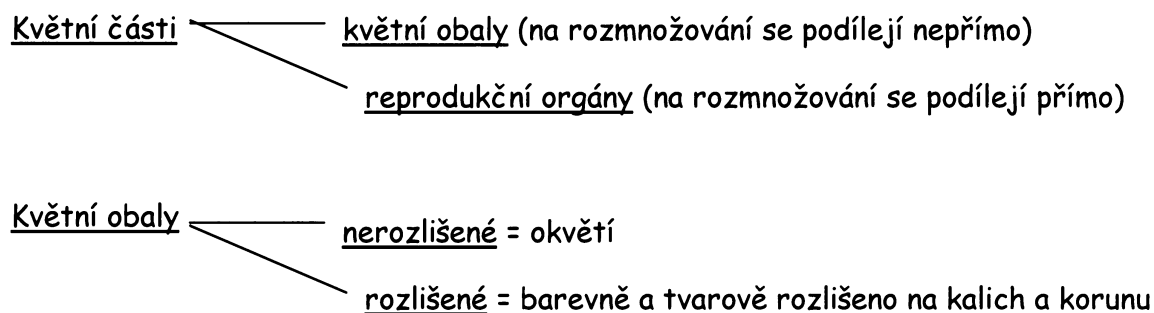 Květní části květní obaly (na rozmnožování se podílejí nepřímo)
reprodukční orgány (na rozmnožování se podílejí přímo)
Květní obaly
nerozlišené = okvětí
rozlišené = barevně a tvarově rozlišeno na kalich a korunu